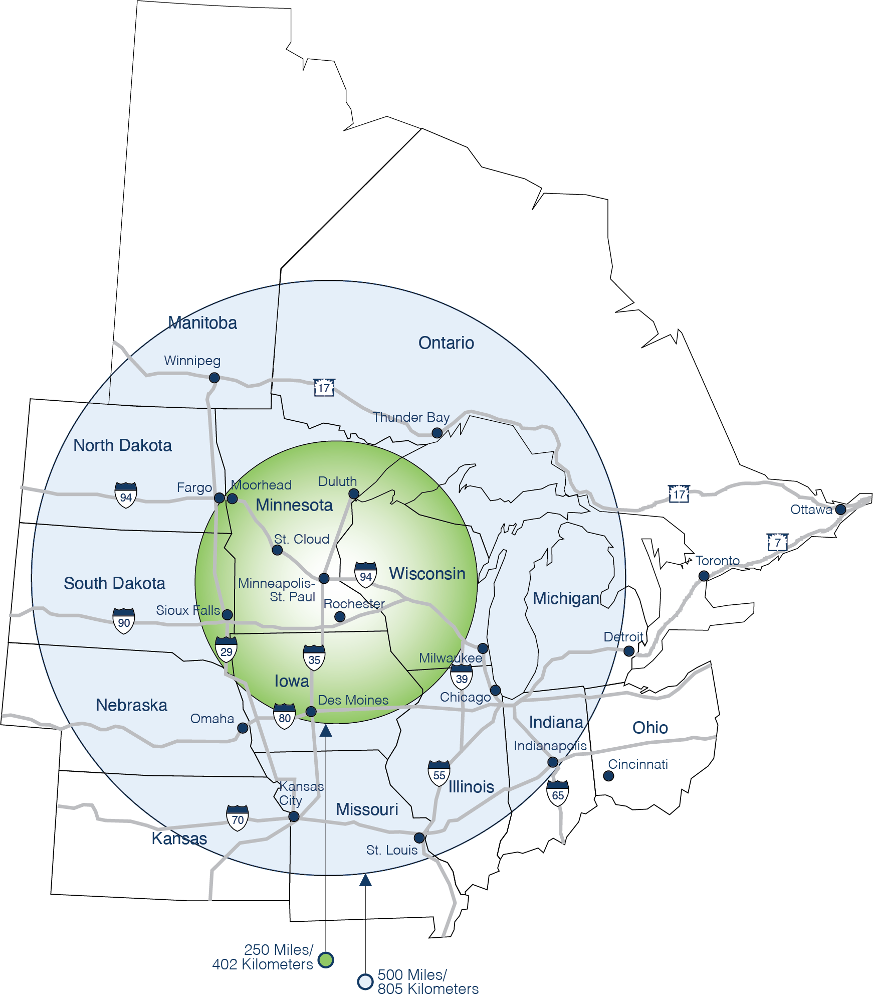 Manitoba
Ontario
Winnipeg
17
Thunder Bay
North Dakota
Duluth
Fargo
Moorhead
94
17
Minnesota
Ottawa
St. Cloud
7
Toronto
94
Wisconsin
South Dakota
Minneapolis-
St. Paul
Michigan
Rochester
Sioux Falls
90
Detroit
29
35
Milwaukee
39
Iowa
Chicago
Des Moines
Nebraska
Omaha
80
Indiana
Ohio
Indianapolis
Cincinnati
55
Illinois
Kansas
City
65
Missouri
70
Kansas
St. Louis
250 Miles/
402 Kilometers
500 Miles/
805 Kilometers